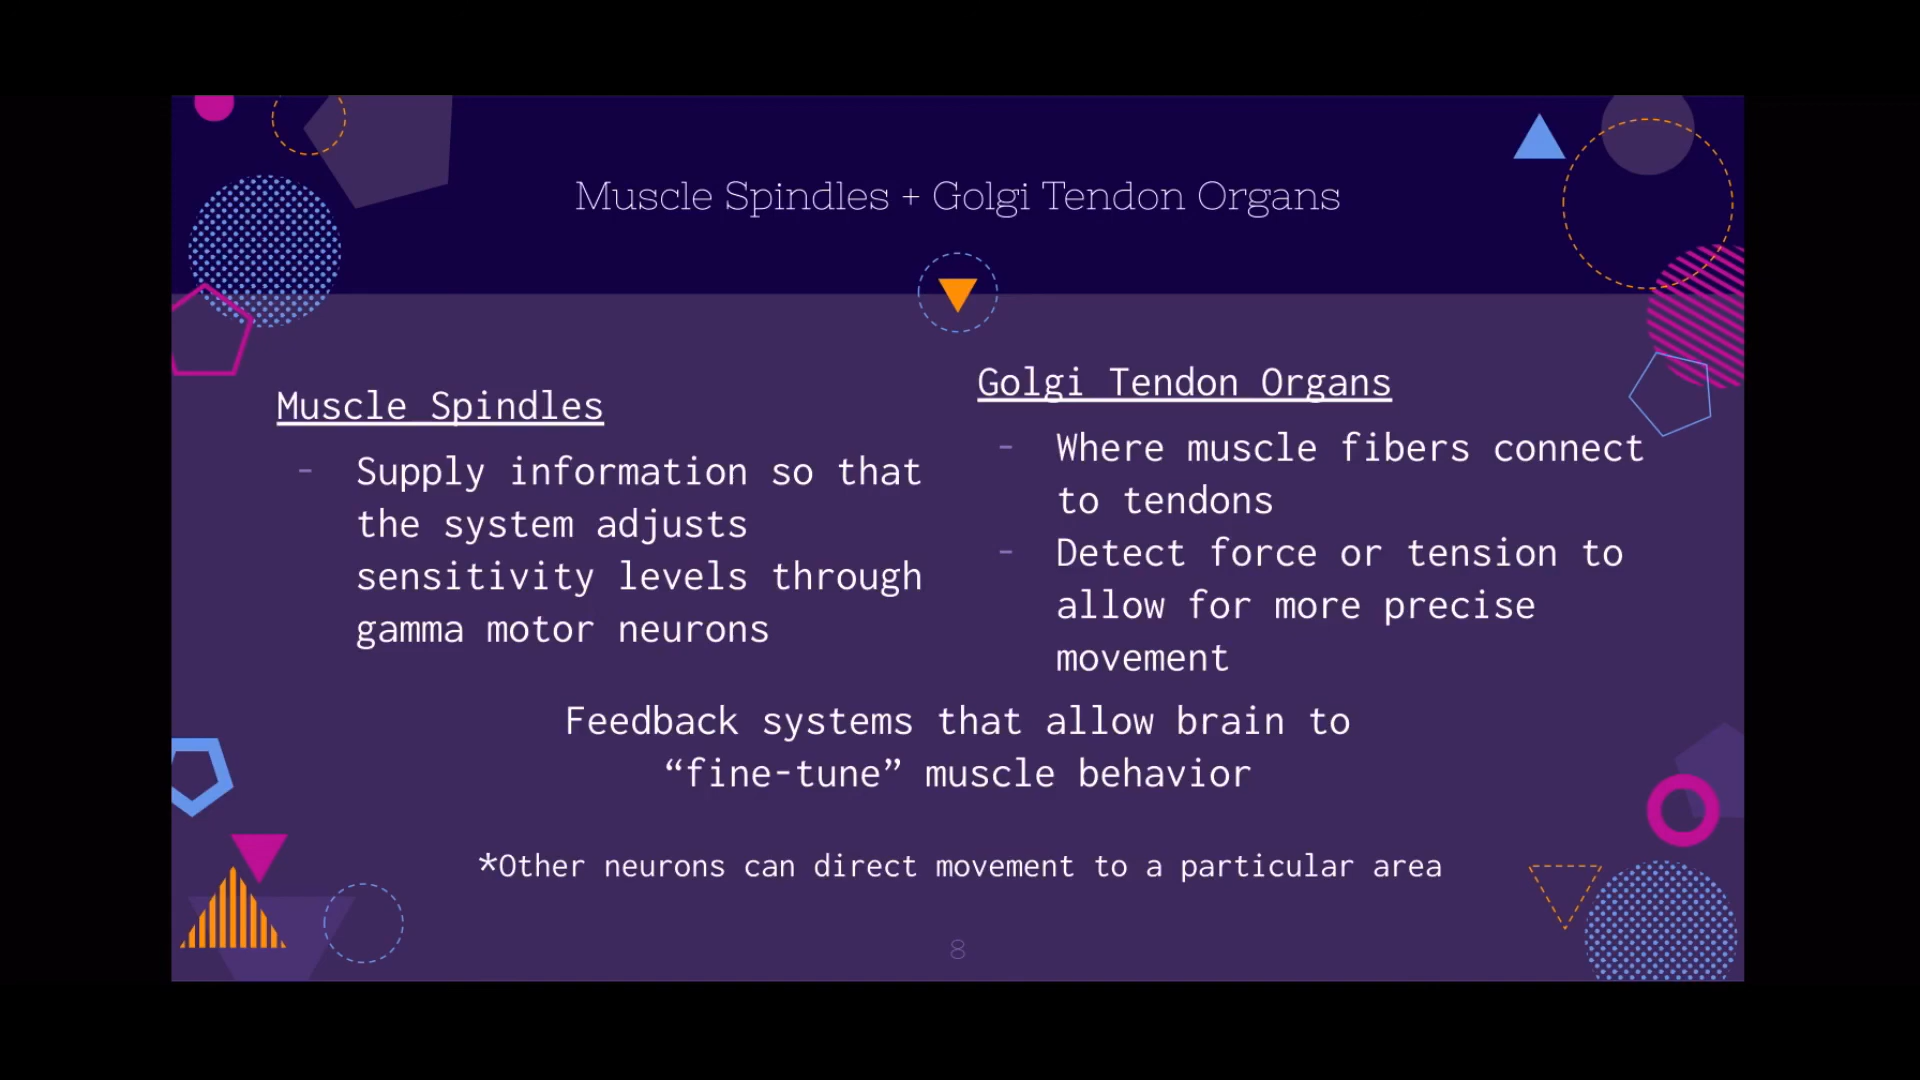 Muscle Spindles + Golgi Tendon Organs
Muscle Spindles
- Supply information so that
the system adjusts
sensitivity levels through
gamma motor neurons
Golgi Tendon Organs
- Where muscle fibers connect
to tendons
- Detect force or tension to
allow for more precise
movement
Feedback systems that allow brain to
“fine-tune” muscle behavior
*Other neurons can direct movement to a particular area
8